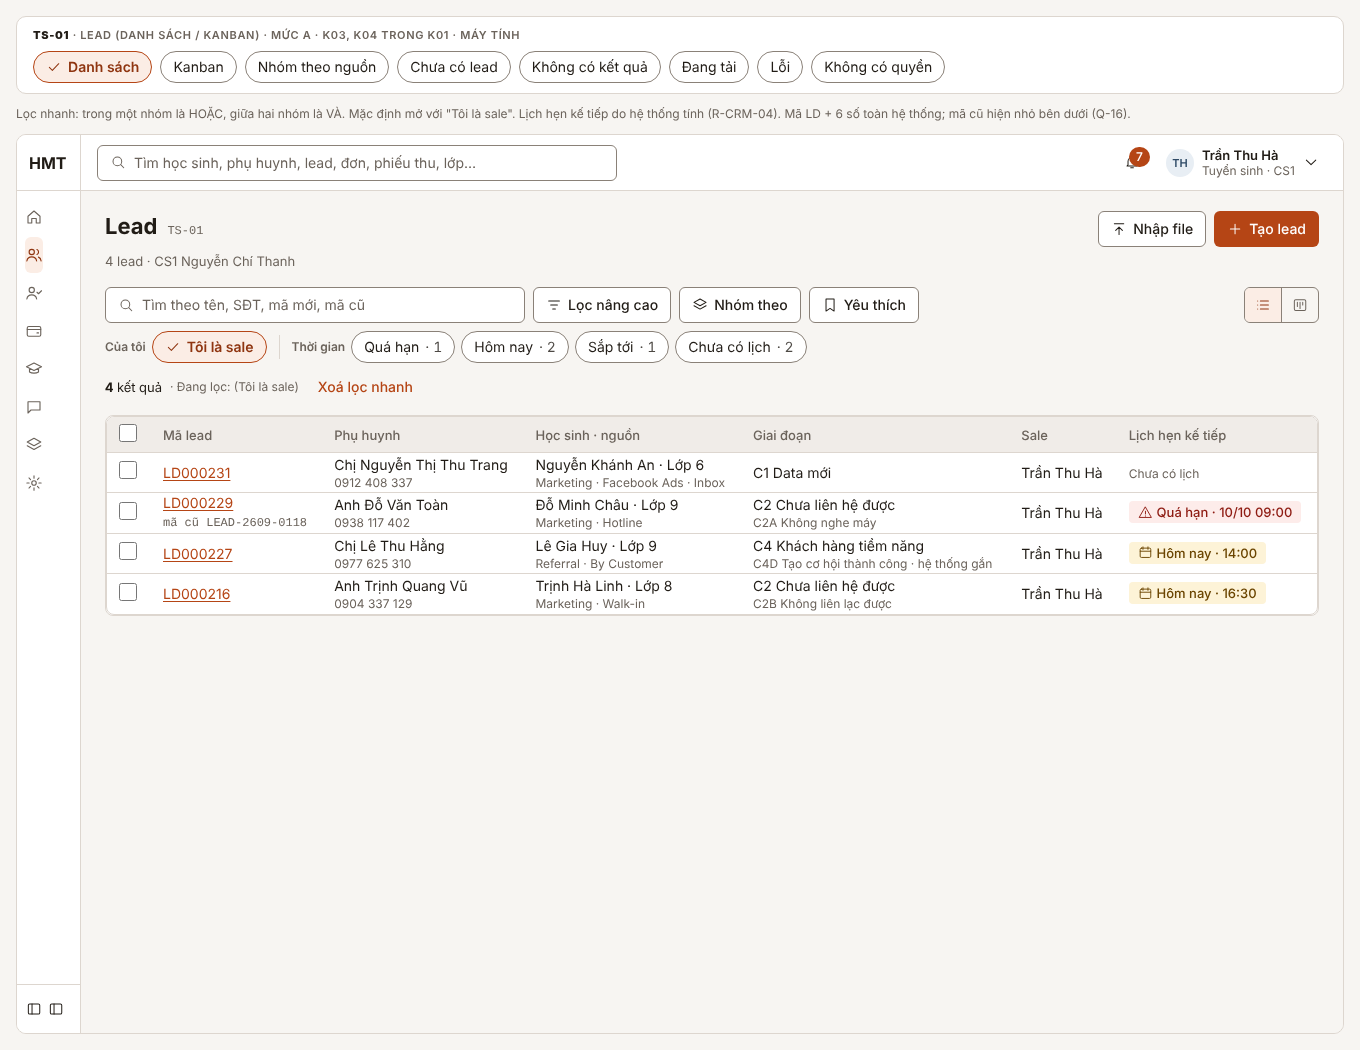 TS-01 · LEAD (DANH SÁCH / KANBAN) · MỨC A · K03, K04 TRONG K01 · MÁY TÍNH
Danh sách
Kanban
Nhóm theo nguồn
Chưa có lead
Không có kết quả
Đang tải
Lỗi
Không có quyền
Lọc nhanh: trong một nhóm là HOẶC, giữa hai nhóm là VÀ. Mặc định mở với "Tôi là sale". Lịch hẹn kế tiếp do hệ thống tính (R-CRM-04). Mã LD + 6 số toàn hệ thống; mã cũ hiện nhỏ bên dưới (Q-16).
HMT
Tìm học sinh, phụ huynh, lead, đơn, phiếu thu, lớp...
7
TH
Trần Thu Hà
Tuyển sinh · CS1
Lead TS-01
Nhập file
Tạo lead
4 lead · CS1 Nguyễn Chí Thanh
Tìm theo tên, SĐT, mã mới, mã cũ
Lọc nâng cao
Nhóm theo
Yêu thích
Của tôi
Tôi là sale
Thời gian
Quá hạn · 1
Hôm nay · 2
Sắp tới · 1
Chưa có lịch · 2
4 kết quả · Đang lọc: (Tôi là sale) Xoá lọc nhanh
Mã lead Phụ huynh Học sinh · nguồn Giai đoạn Sale Lịch hẹn kế tiếp
LD000231
Chị Nguyễn Thị Thu Trang
0912 408 337
Nguyễn Khánh An · Lớp 6
Marketing · Facebook Ads · Inbox
C1 Data mới
Trần Thu Hà
Chưa có lịch
LD000229
mã cũ LEAD-2609-0118
Anh Đỗ Văn Toàn
0938 117 402
Đỗ Minh Châu · Lớp 9
Marketing · Hotline
C2 Chưa liên hệ được
C2A Không nghe máy
Trần Thu Hà
Quá hạn · 10/10 09:00
LD000227
Chị Lê Thu Hằng
0977 625 310
Lê Gia Huy · Lớp 9
Referral · By Customer
C4 Khách hàng tiềm năng
C4D Tạo cơ hội thành công · hệ thống gắn
Trần Thu Hà
Hôm nay · 14:00
LD000216
Anh Trịnh Quang Vũ
0904 337 129
Trịnh Hà Linh · Lớp 8
Marketing · Walk-in
C2 Chưa liên hệ được
C2B Không liên lạc được
Trần Thu Hà
Hôm nay · 16:30